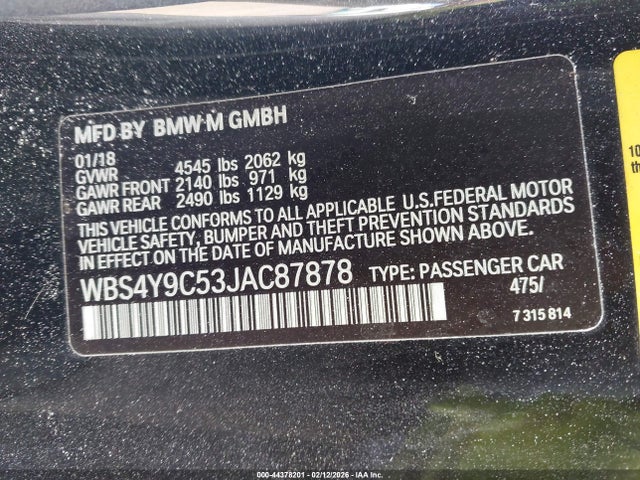 MFD BY BMW M GMBH
01/18
GVWR 4545 lbs 2062 kg
GAWR FRONT 2140 lbs 971 kg
GAWR REAR 2490 lbs 1129 kg
THIS VEHICLE CONFORMS TO ALL APPLICABLE U.S.FEDERAL MOTOR
VEHICLE SAFETY, BUMPER AND THEFT PREVENTION STANDARDS
IN EFFECT ON THE DATE OF MANUFACTURE SHOWN ABOVE.
WBS4Y9C53JAC87878 TYPE: PASSENGER CAR
475/
7 315 814
10
th
000-44378201 - 02/12/2026 - IAA Corp.